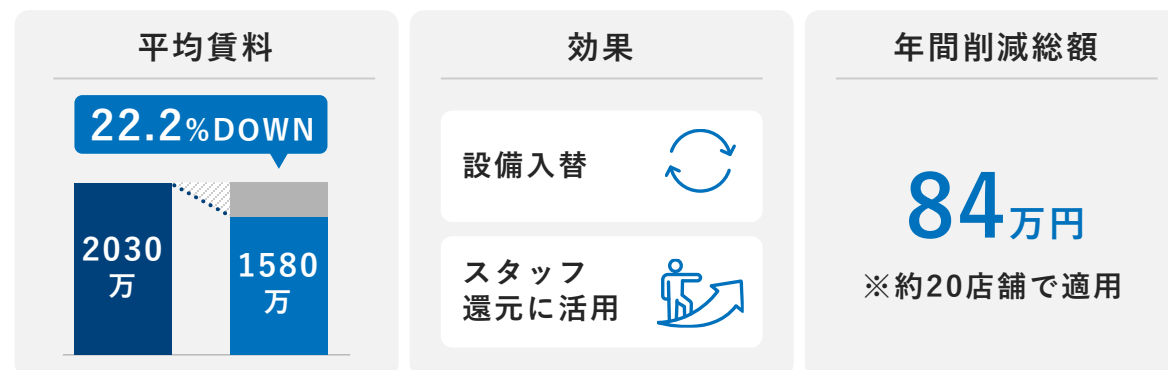 平均賃料
22.2%DOWN
2030
万
1580
万
効果
設備入替
スタッフ
還元に活用
年間削減総額
84万円
※約20店舗で適用